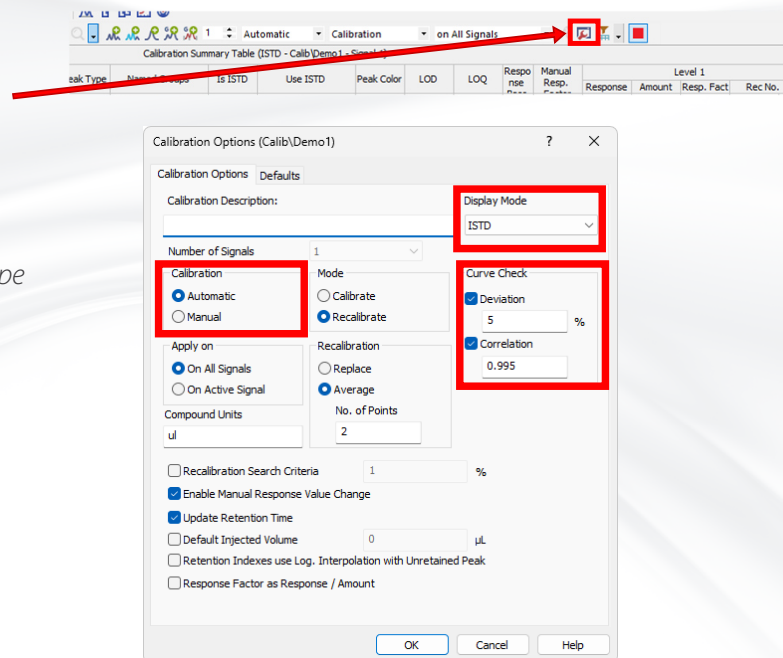 1 Automatic Calibration on All Signals
Calibration Summary Table (ISTD - Calib\Demo1 - Signal 1)
eak Type Named Groups Is ISTD Use ISTD Peak Color LOD LOQ Respo nse Manual Resp. Level 1
Response Amount Resp. Fact Rec No.
Calibration Options (Calib\Demo1) ? ×
Calibration Options Defaults
Calibration Description: Display Mode
ISTD
Number of Signals 1
pe
Calibration Mode Curve Check
Automatic Calibrate Deviation
Manual Recalibrate 5 %
Apply on Recalibration Correlation
On All Signals Replace 0.995
On Active Signal Average
Compound Units No. of Points
ul 2
Recalibration Search Criteria 1 %
Enable Manual Response Value Change
Update Retention Time
Default Injected Volume 0 µL
Retention Indexes use Log. Interpolation with Unretained Peak
Response Factor as Response / Amount
OK Cancel Help